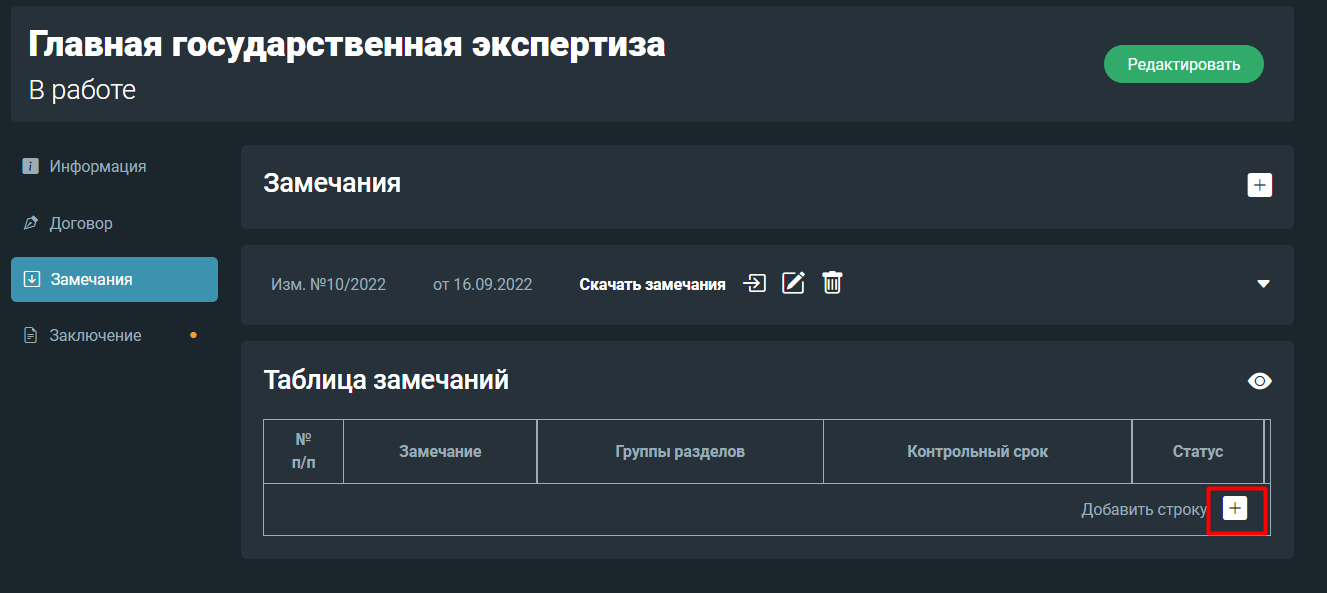 Главная государственная экспертиза
В работе
Редактировать
Информация
Договор
Замечания
Заключение
Замечания
Изм. №10/2022 от 16.09.2022 Скачать замечания
Таблица замечаний
№
п/п
Замечание
Группы разделов
Контрольный срок
Статус
Добавить строку